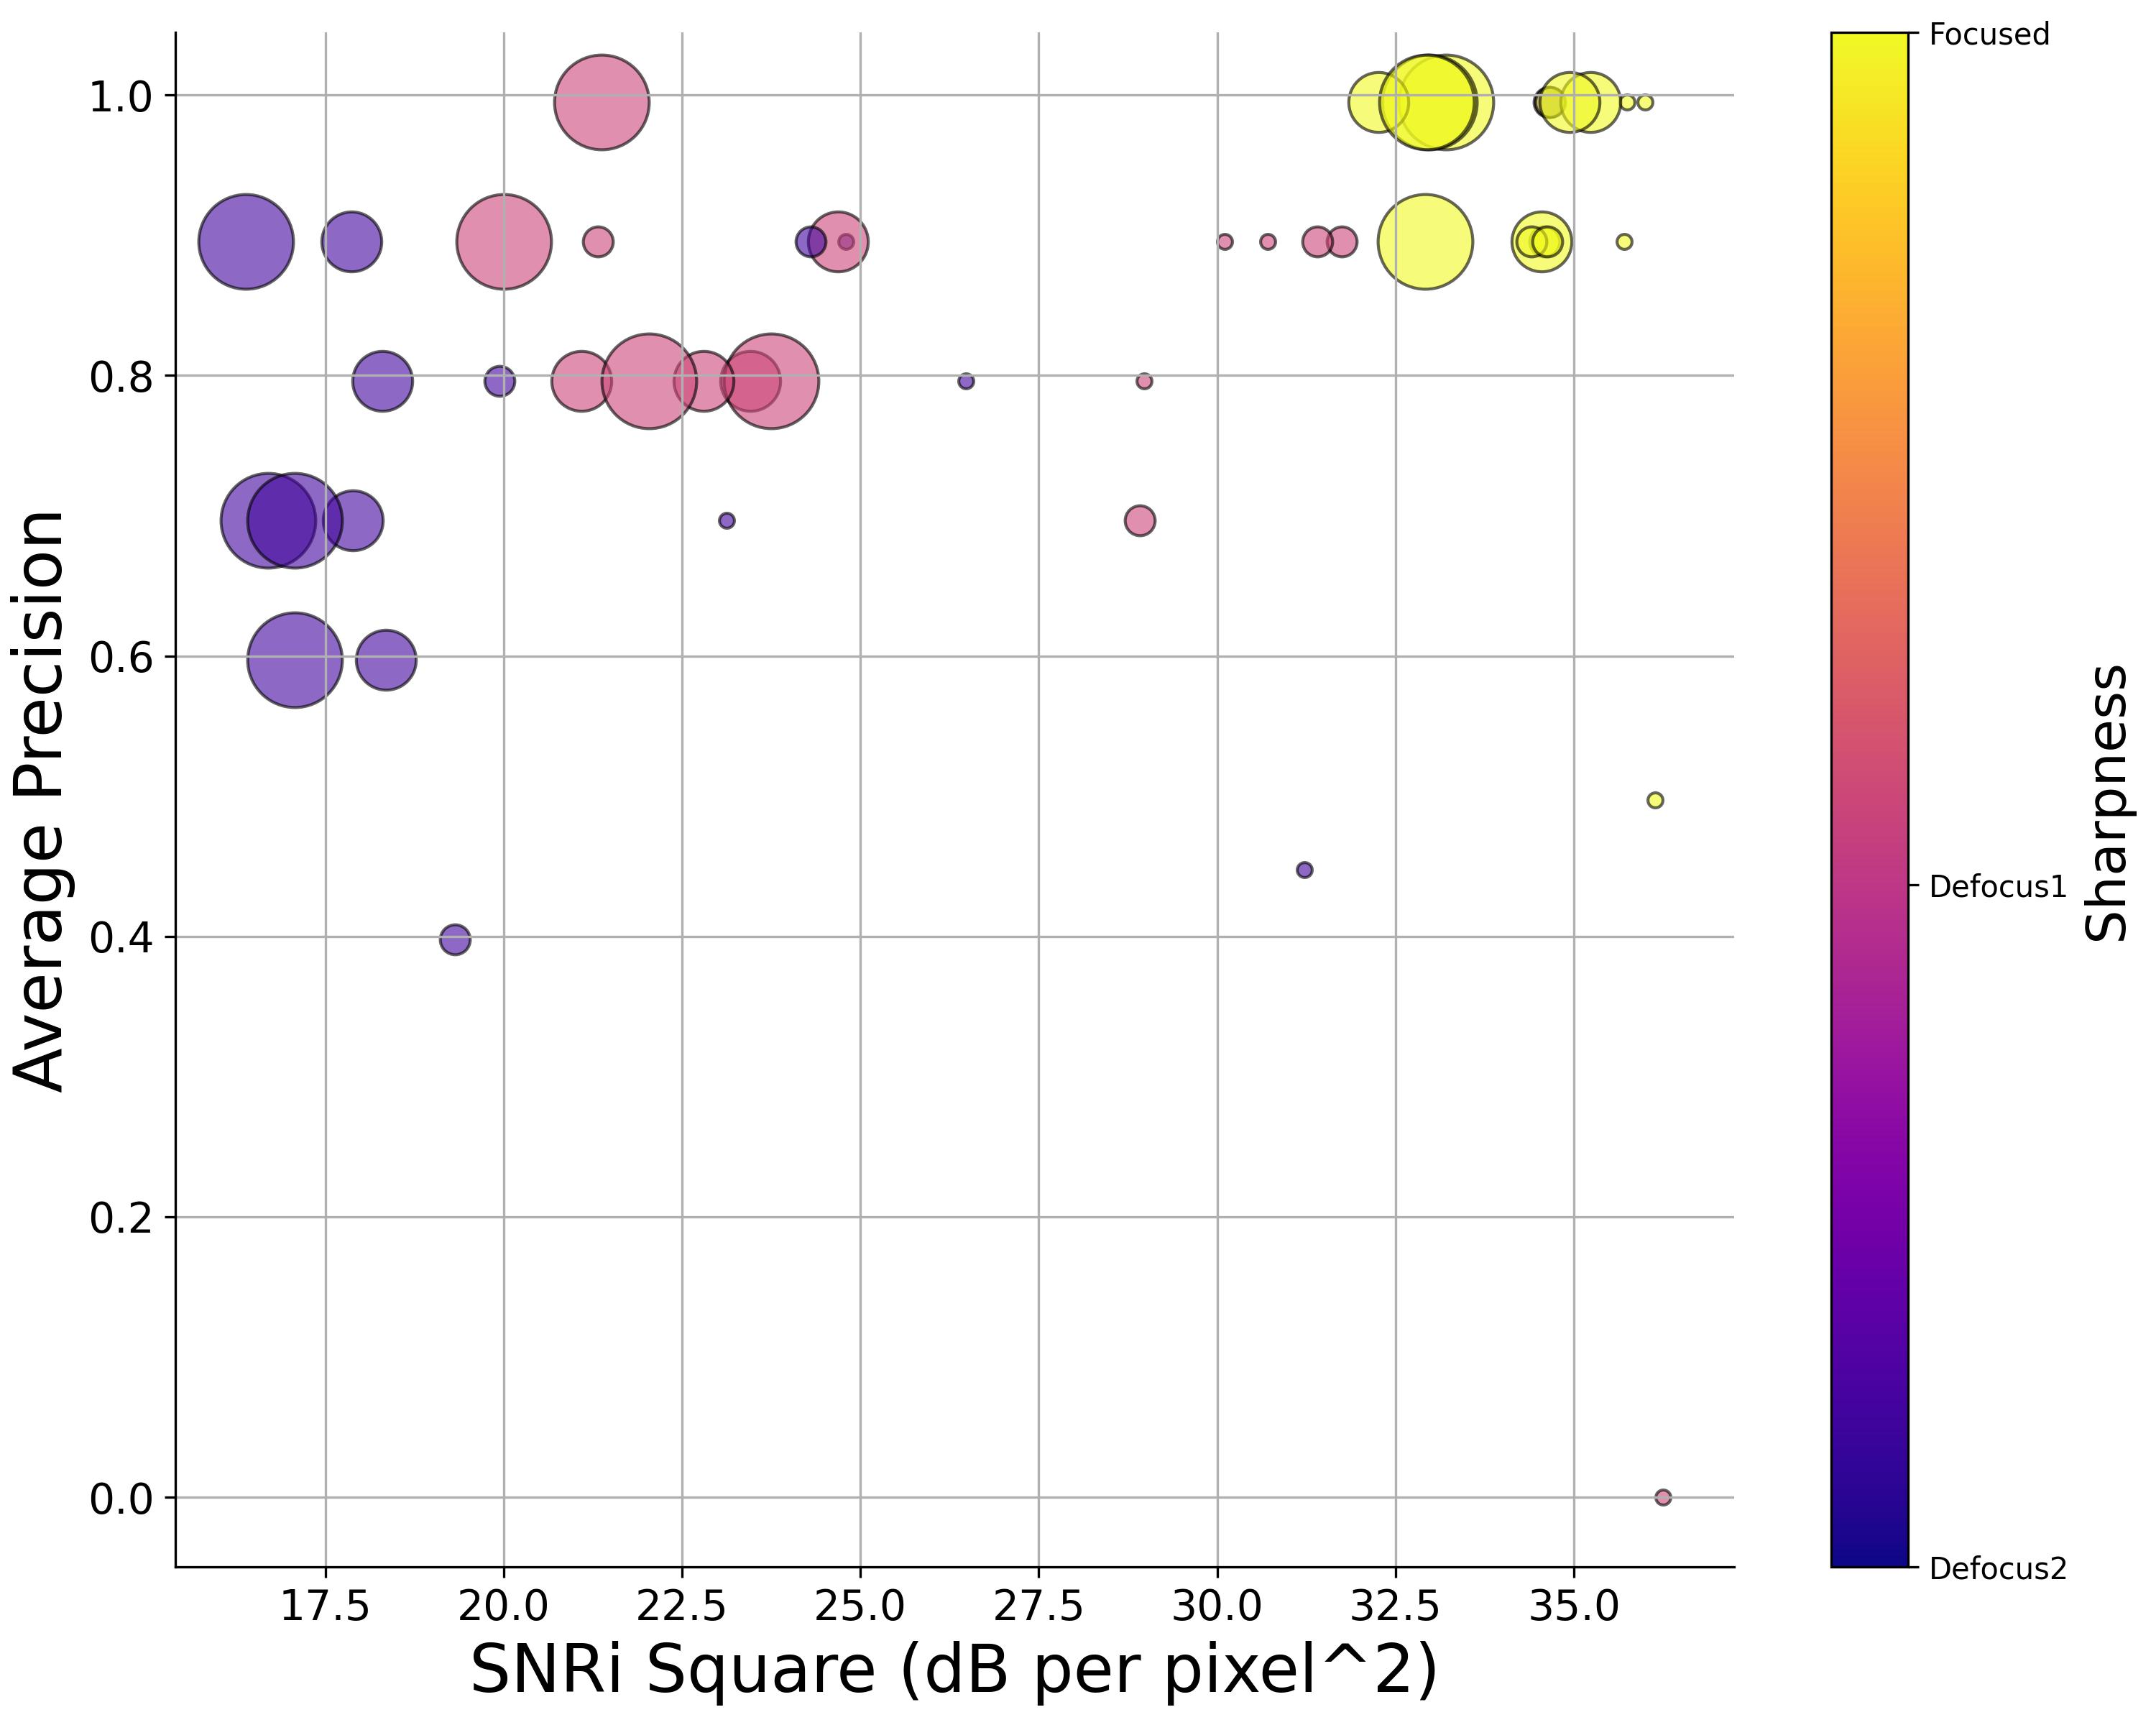 Average Precision
1.0
0.8
0.6
0.4
0.2
0.0
17.5 20.0 22.5 25.0 27.5 30.0 32.5 35.0
SNRi Square (dB per pixel^2)
Focused
Defocus1
Defocus2
Sharpness